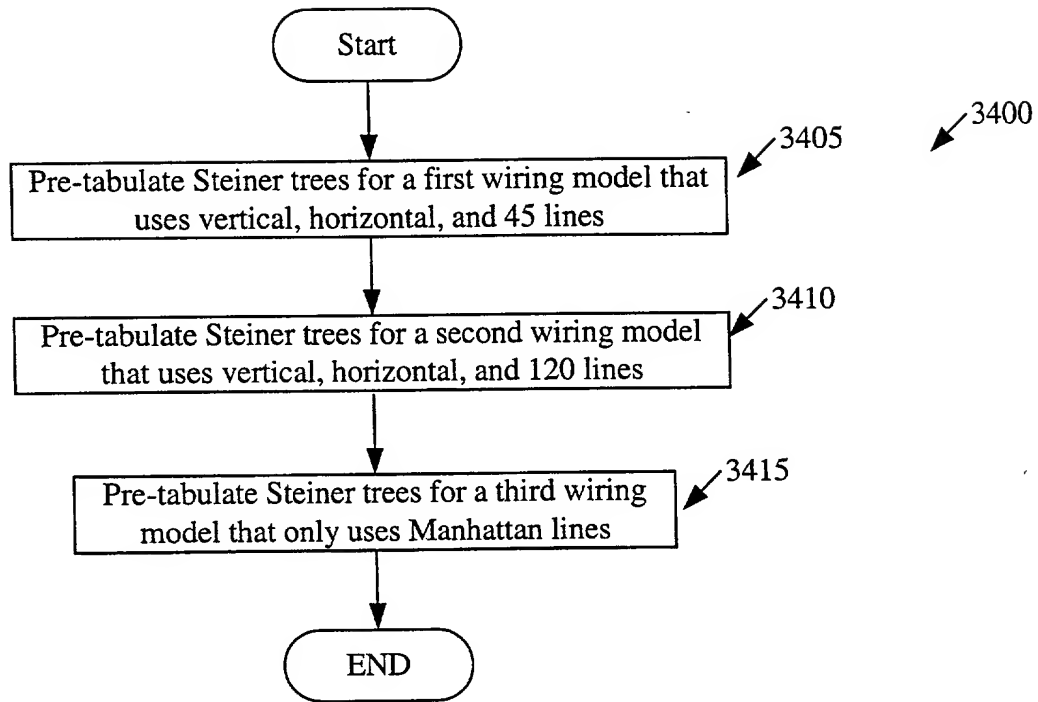 Start
3400
3405
Pre-tabulate Steiner trees for a first wiring model that
uses vertical, horizontal, and 45 lines
3410
Pre-tabulate Steiner trees for a second wiring model
that uses vertical, horizontal, and 120 lines
3415
Pre-tabulate Steiner trees for a third wiring
model that only uses Manhattan lines
END